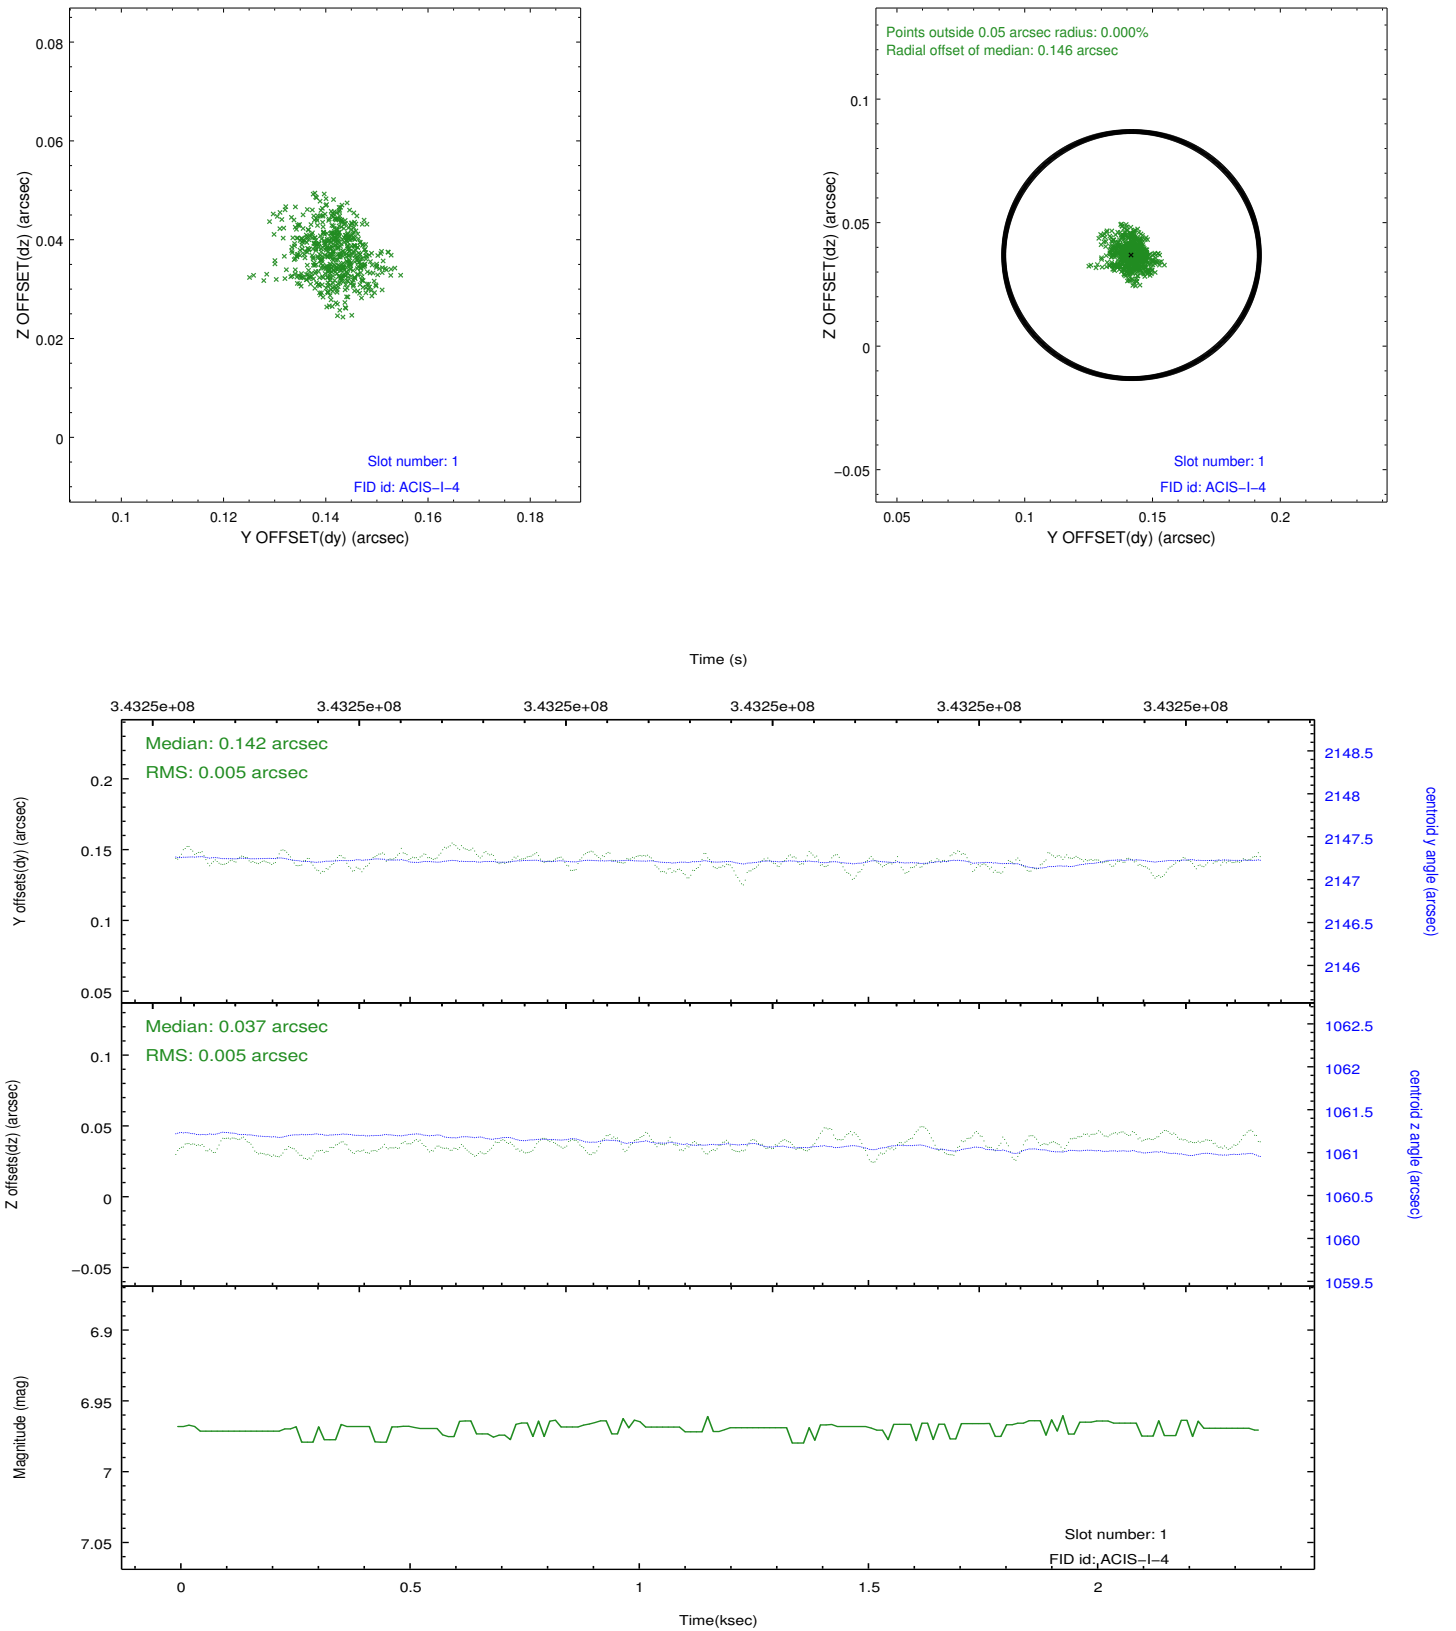 0.08
0.06
0.04
0.02
0
Z OFFSET(dz) (arcsec)
Slot number: 1
FID id: ACIS−I−4
0.1 0.12 0.14 0.16 0.18
Y OFFSET(dy) (arcsec)
Points outside 0.05 arcsec radius: 0.000%
Radial offset of median: 0.146 arcsec
0.1
0.05
0
−0.05
Z OFFSET(dz) (arcsec)
Slot number: 1
FID id: ACIS−I−4
0.05 0.1 0.15 0.2
Y OFFSET(dy) (arcsec)
Time (s)
3.4325e+08 3.4325e+08 3.4325e+08 3.4325e+08 3.4325e+08 3.4325e+08
Median: 0.142 arcsec
RMS: 0.005 arcsec
0.2
0.15
0.1
0.05
Y offsets(dy) (arcsec)
2148.5
2148
2147.5
2147
2146.5
2146
centroid y angle (arcsec)
Median: 0.037 arcsec
RMS: 0.005 arcsec
0.1
0.05
0
−0.05
Z offsets(dz) (arcsec)
1062.5
1062
1061.5
1061
1060.5
1060
1059.5
centroid z angle (arcsec)
6.9
6.95
7
7.05
Magnitude (mag)
Slot number: 1
FID id: ACIS−I−4
0 0.5 1 1.5 2
Time(ksec)